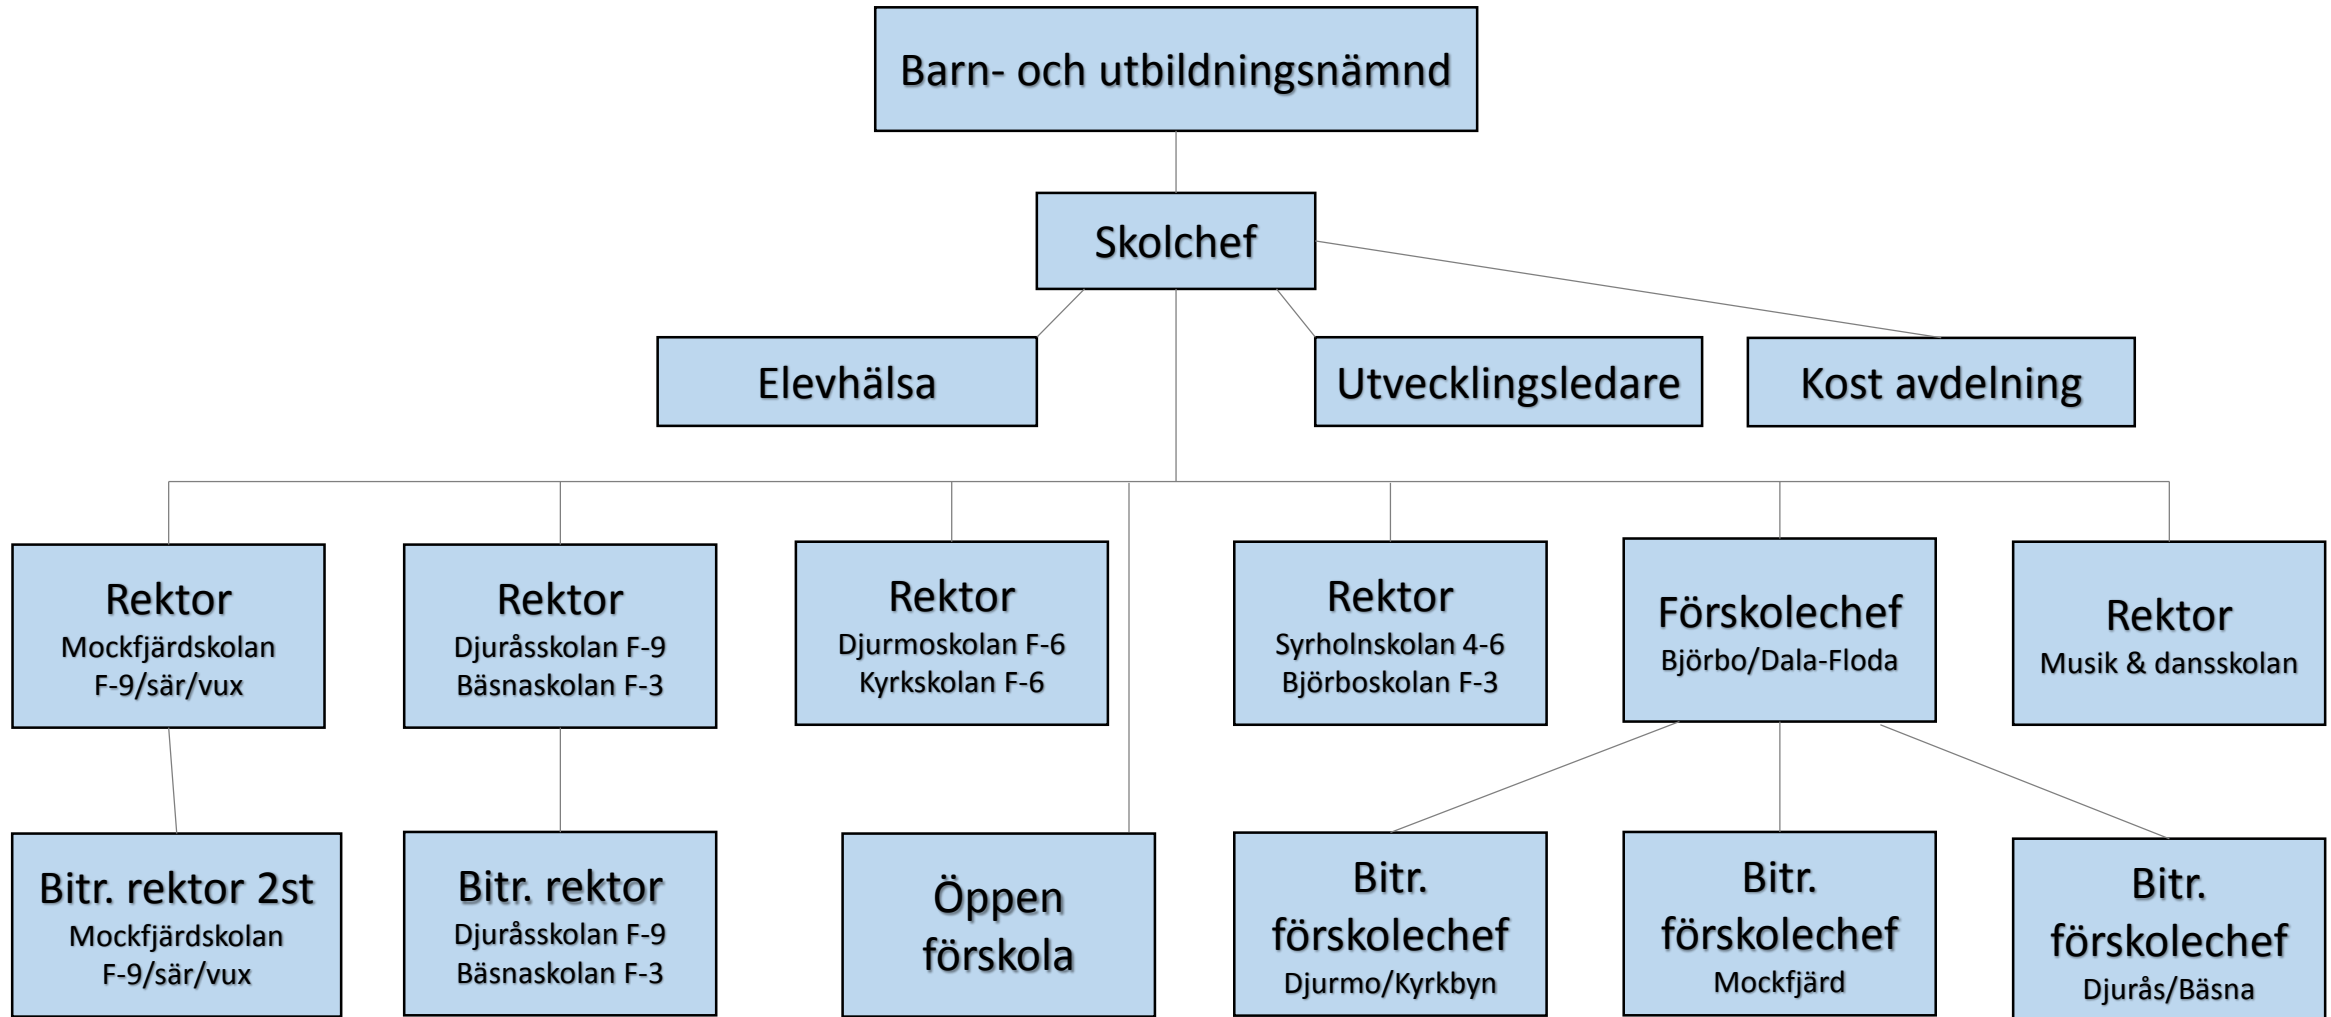 Barn- och utbildningsnämnd
Skolchef
Elevhälsa
Utvecklingsledare
Kost avdelning
Rektor
Mockfjärdskolan
F-9/sär/vux
Rektor
Djuråsskolan F-9
Bäsnaskolan F-3
Rektor
Djurmoskolan F-6
Kyrkskolan F-6
Rektor
Syrholnskolan 4-6
Björboskolan F-3
Förskolechef
Björbo/Dala-Floda
Rektor
Musik & dansskolan
Bitr. rektor 2st
Mockfjärdskolan
F-9/sär/vux
Bitr. rektor
Djuråsskolan F-9
Bäsnaskolan F-3
Öppen
förskola
Bitr.
förskolechef
Djurmo/Kyrkbyn
Bitr.
förskolechef
Mockfjärd
Bitr.
förskolechef
Djurås/Bäsna